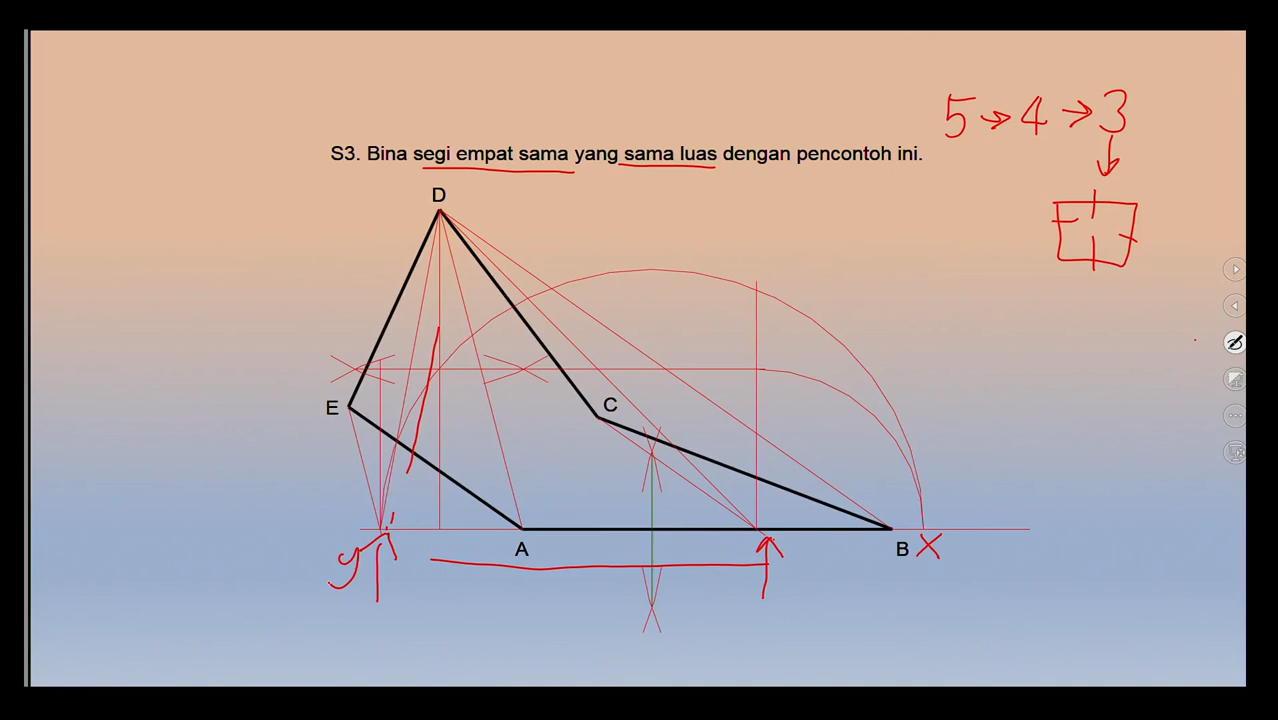 5 → 4 → 3
↓
S3. Bina segi empat sama yang sama luas dengan pencontoh ini.
D
C
E
A
B X
y